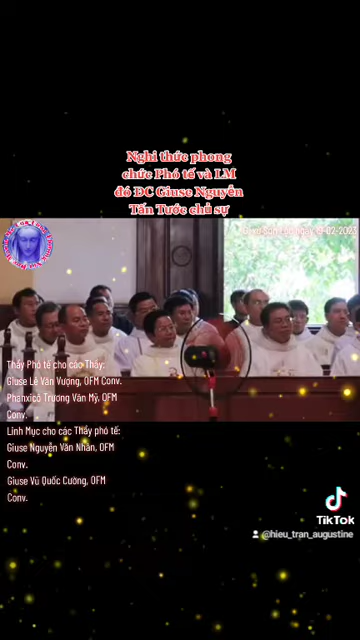 Nghi thức phong
chức Phó tế và LM
do ĐC Giuse Nguyễn
Tấn Tước chủ sự
Thầy Phó tế cho các Thầy:
Giuse Lê Văn Vượng, OFM Conv.
Phanxicô Trương Văn Mỹ, OFM
Conv.
Linh Mục cho các Thầy phó tế:
Giuse Nguyễn Văn Nhân, OFM
Conv.
Giuse Vũ Quốc Cường, OFM
Conv.
TikTok
@hieu_tran_augustine